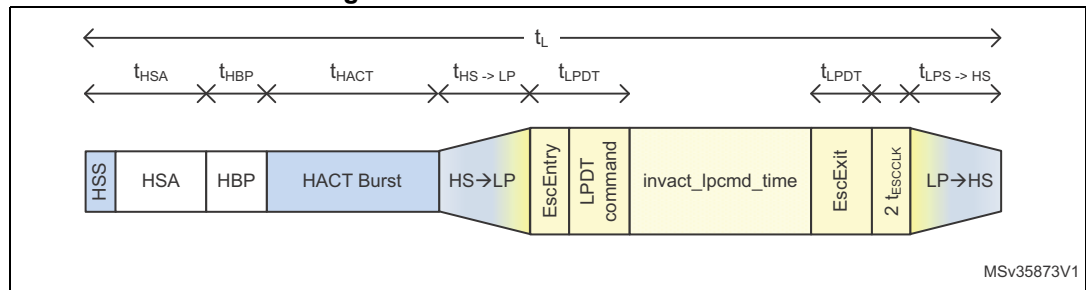 g
tL
tHSA tHBP tHACT tHS -> LP tLPDT tLPDT tLPS -> HS
HSS HSA HBP HACT Burst HS→LP EscEntry LPDT command invact_lpcmd_time EscExit 2 tESCCLK LP→HS
MSv35873V1